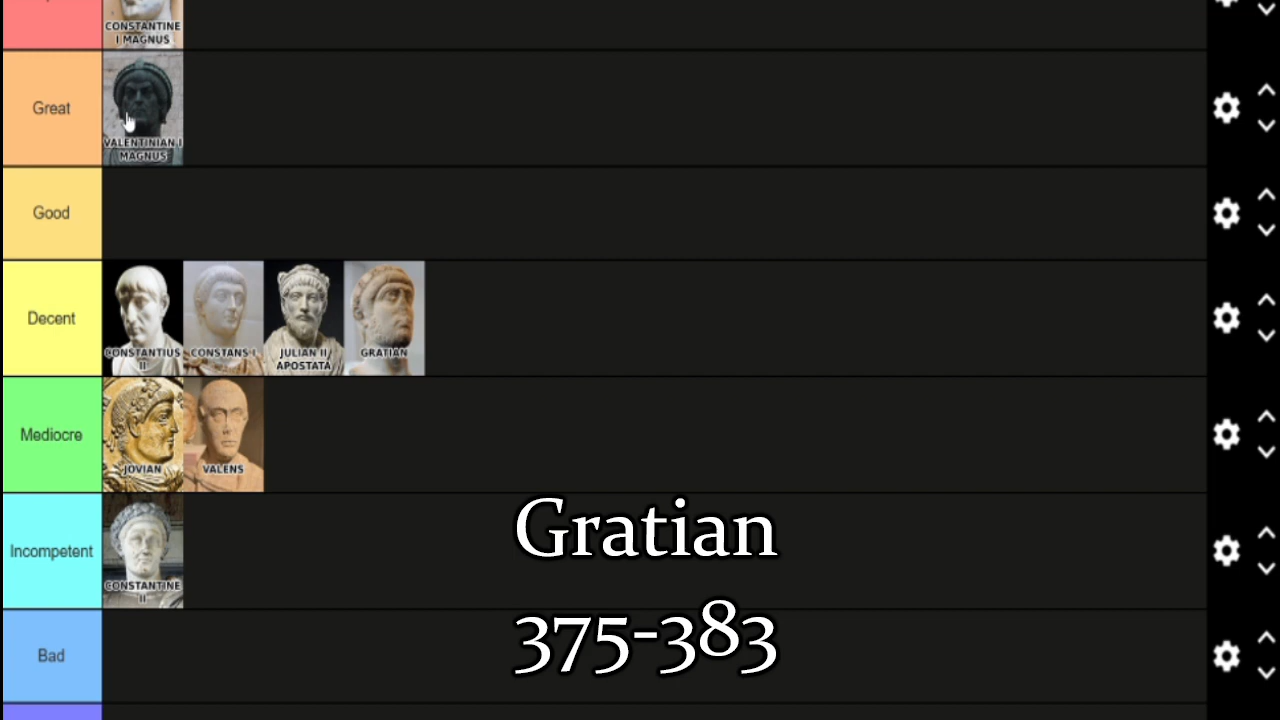 CONSTANTINE
I MAGNUS
Great
VALENTINIAN I
MAGNUS
Good
Decent
CONSTANTIUS
II
CONSTANS I
JULIAN II/
APOSTATA
GRATIAN
Mediocre
JOVIAN
VALENS
Incompetent
CONSTANTINE
II
Gratian
375-383
Bad